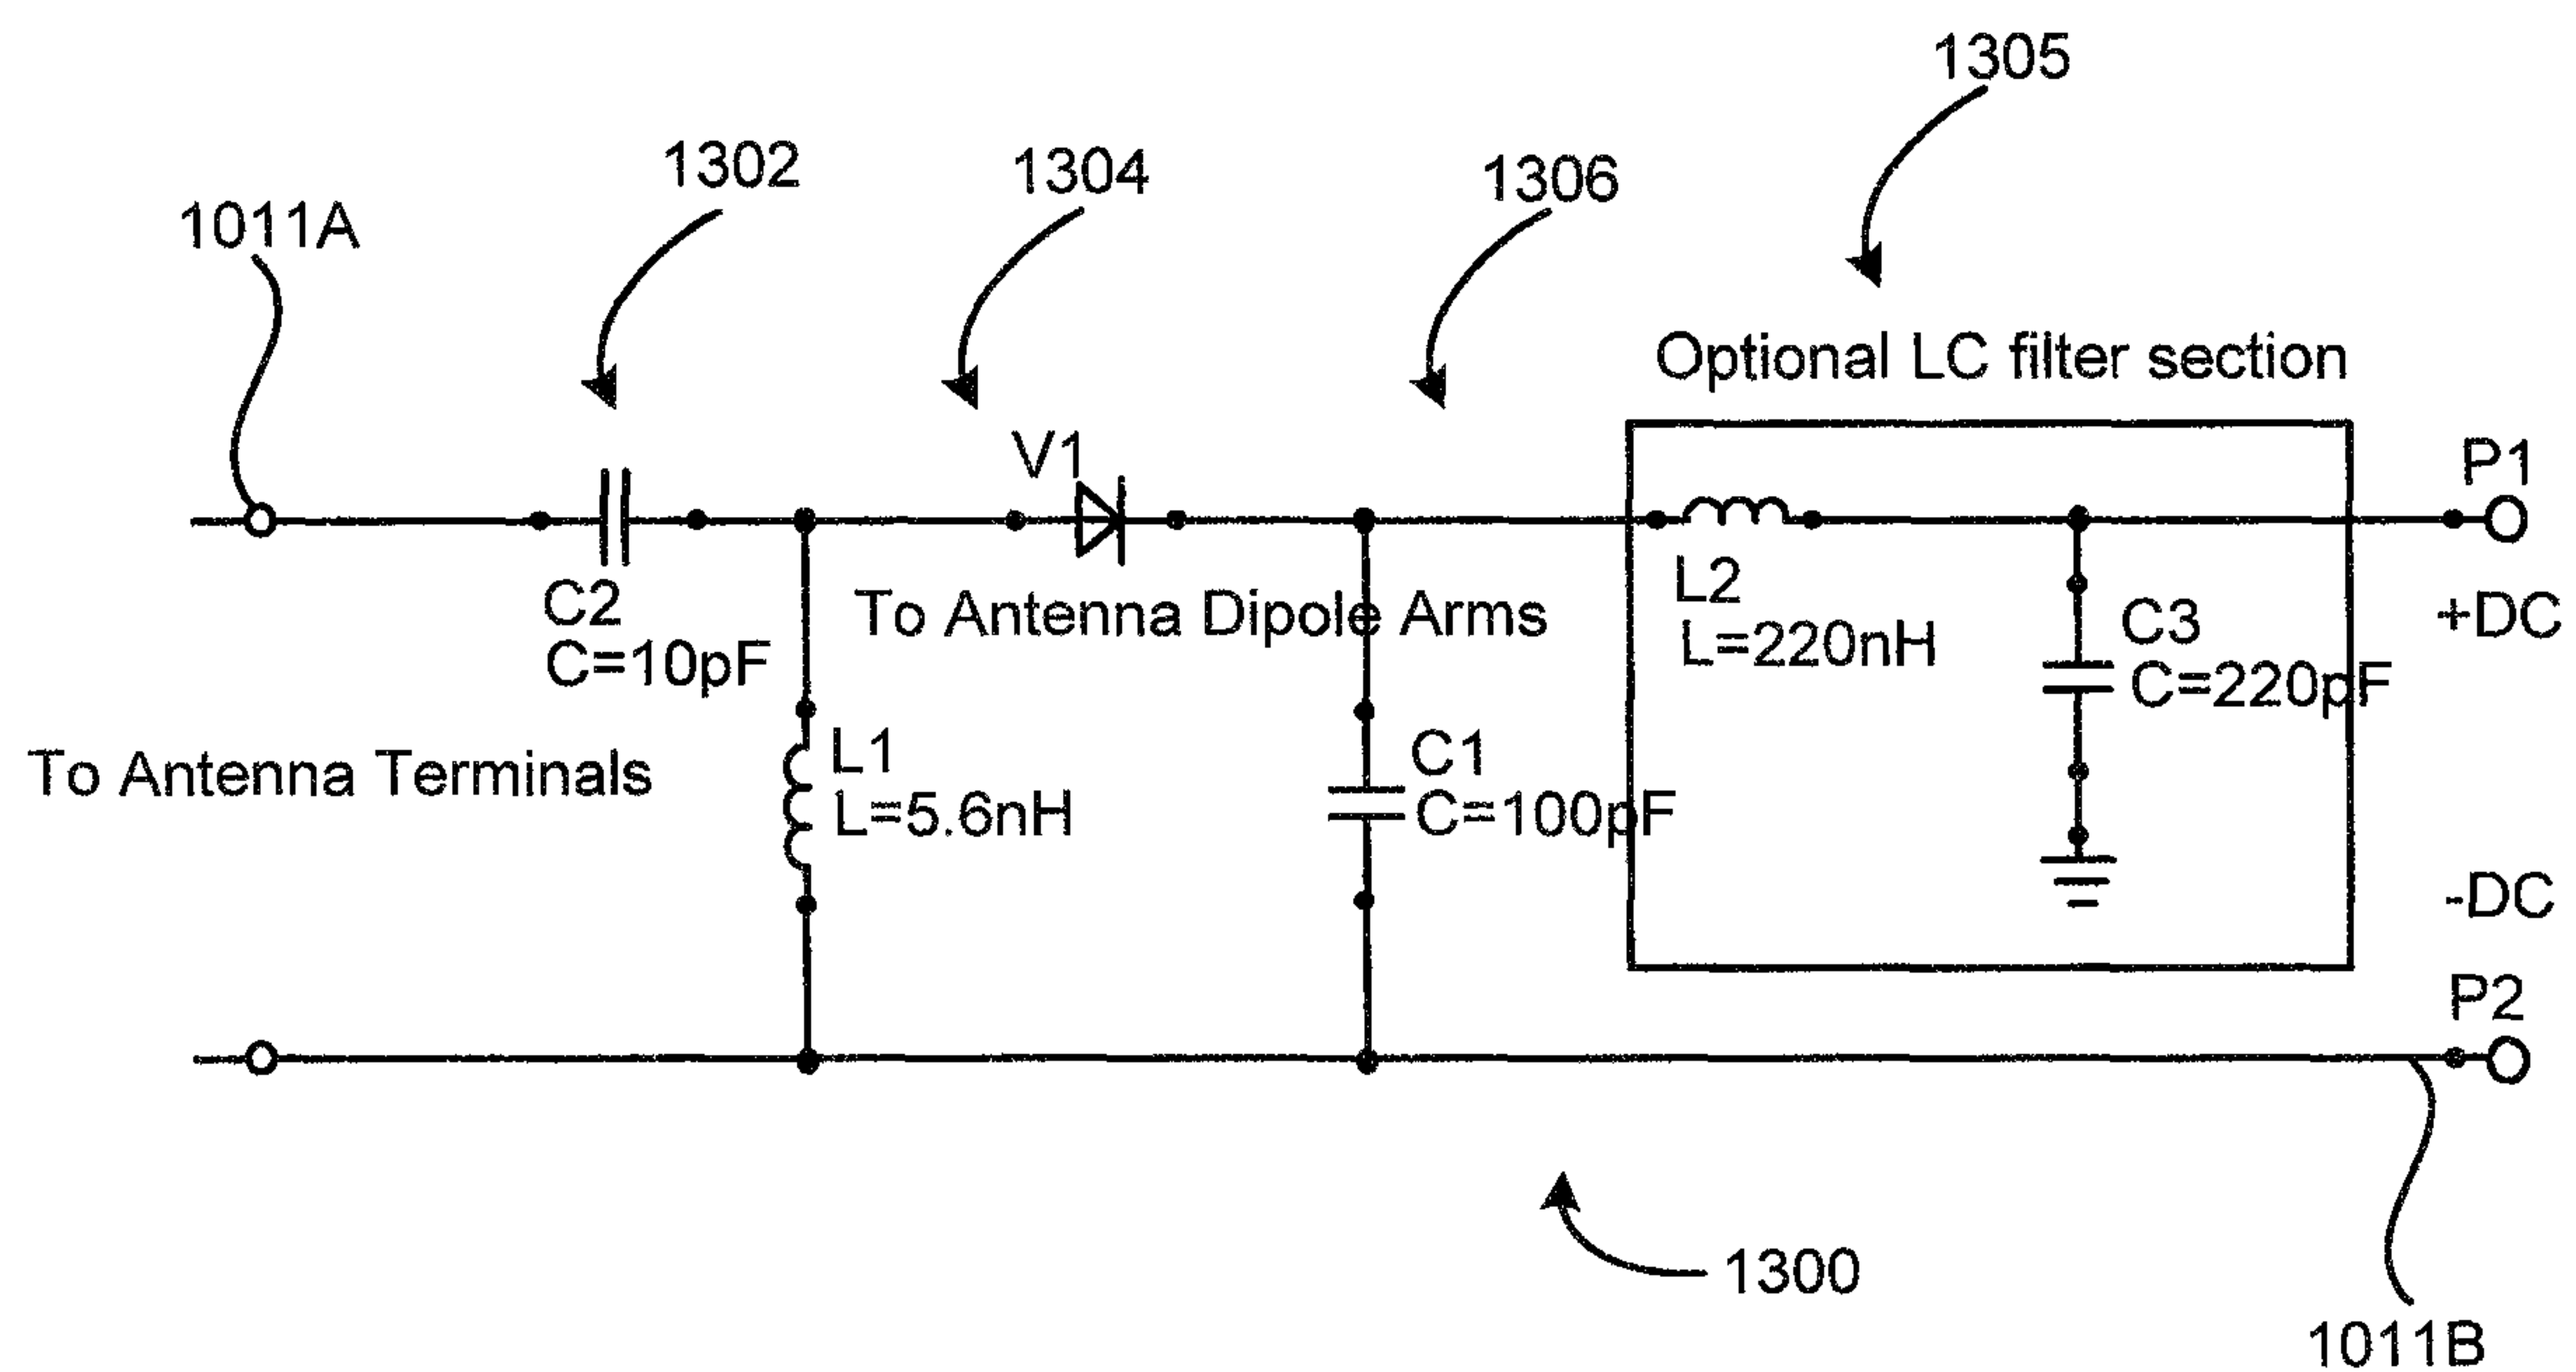 1305
1302
1304
1306
1011A
Optional LC filter section
V1
P1
C2
C=10pF
To Antenna Dipole Arms
L2
L=220nH
C3
C=220pF
+DC
To Antenna Terminals
L1
L=5.6nH
C1
C=100pF
-DC
P2
1300
1011B